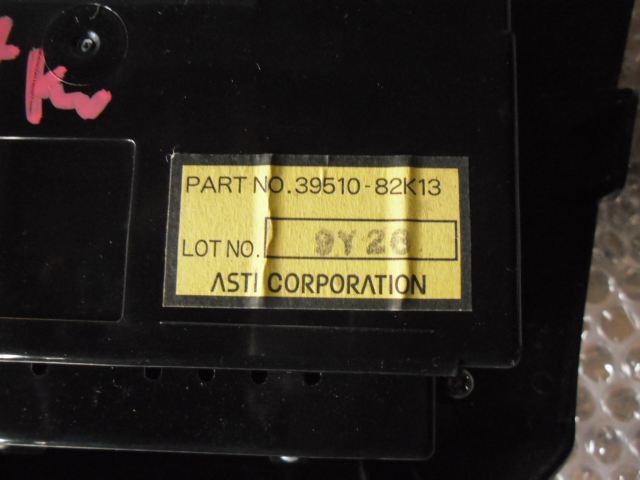 PART NO. 39510-82K13
LOT NO. 9Y26
ASTI CORPORATION